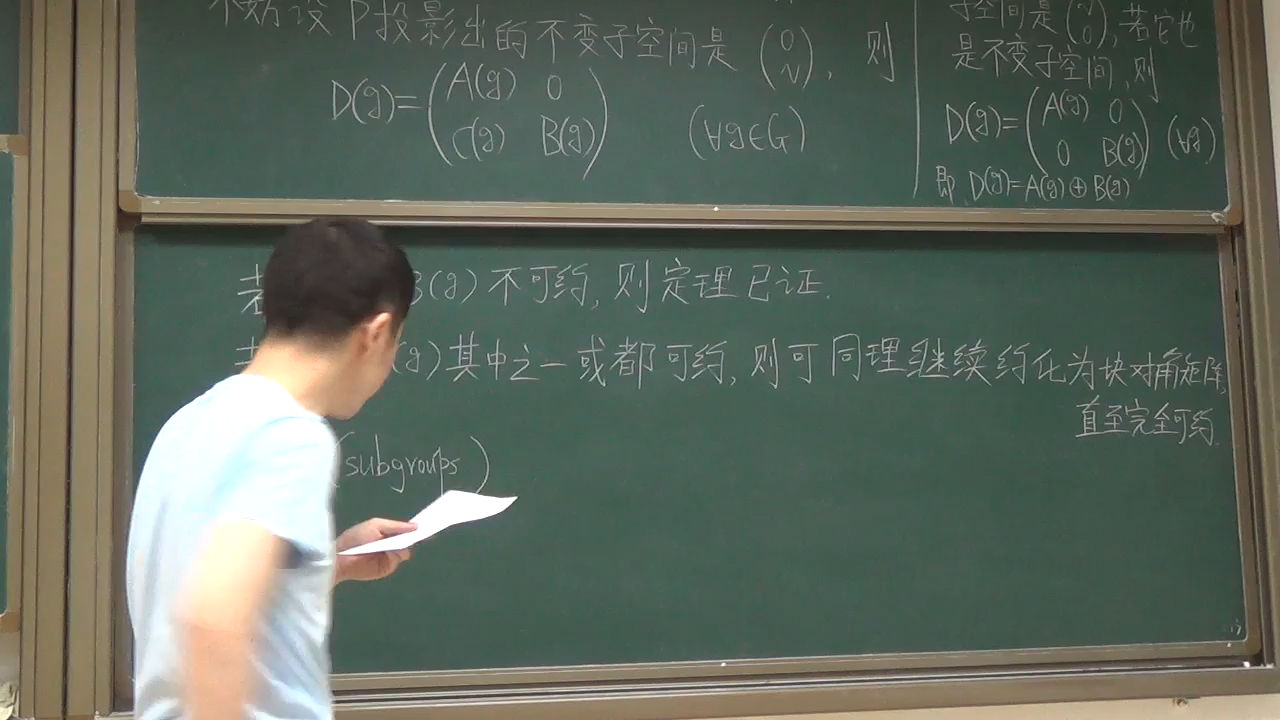 不妨设P投影出的不变子空间是(0 N), 则
D(g)=(A(g) 0
C(g) B(g)) (∀g∈G)
子空间是(N 0), 若它也
是不变子空间, 则
D(g)=(A(g) 0
0 B(g)) (∀g)
即 D(g)=A(g)⊕B(g)
若 B(g) 不可约, 则定理已证.
(g) 其中之一或都可约, 则可同理继续约化为块对角矩阵,
直至完全可约.
(subgroups)